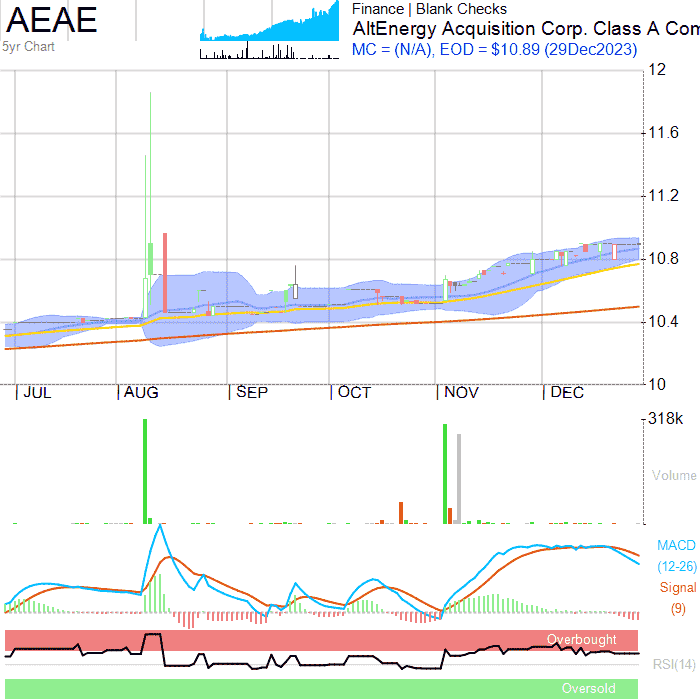 AEAE
5yr Chart
Finance | Blank Checks
AltEnergy Acquisition Corp. Class A Com
MC = (N/A), EOD = $10.89 (29Dec2023)
12
11.6
11.2
10.8
10.4
10
JUL
AUG
SEP
OCT
NOV
DEC
318k
Volume
MACD
(12-26)
Signal
(9)
Overbought
RSI(14)
Oversold